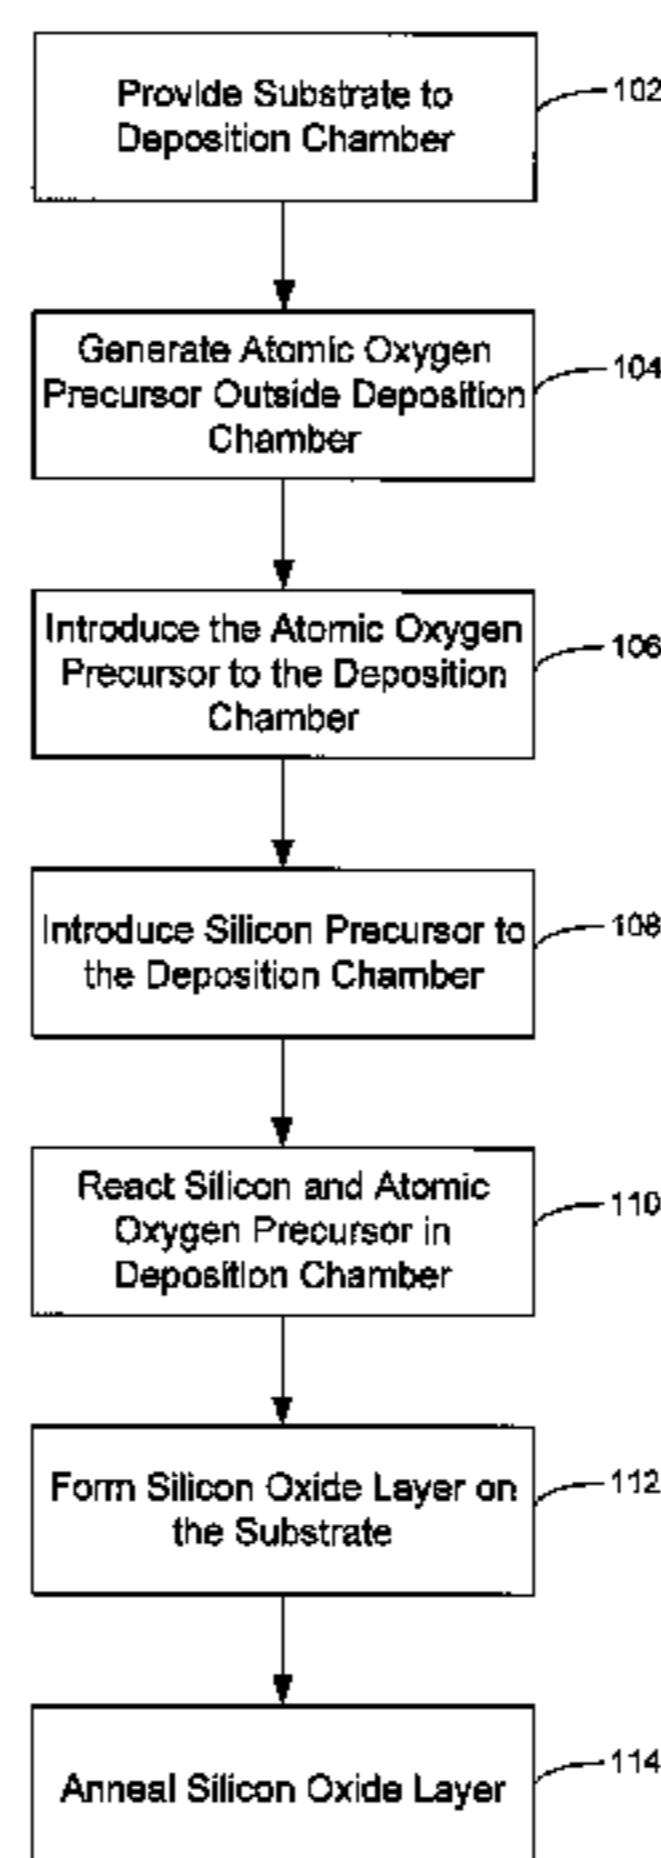 Provide Substrate to
Deposition Chamber
102
Generate Atomic Oxygen
Precursor Outside Deposition
Chamber
104
Introduce the Atomic Oxygen
Precursor to the Deposition
Chamber
106
Introduce Silicon Precursor to
the Deposition Chamber
108
React Silicon and Atomic
Oxygen Precursor in
Deposition Chamber
110
Form Silicon Oxide Layer on
the Substrate
112
Anneal Silicon Oxide Layer
114